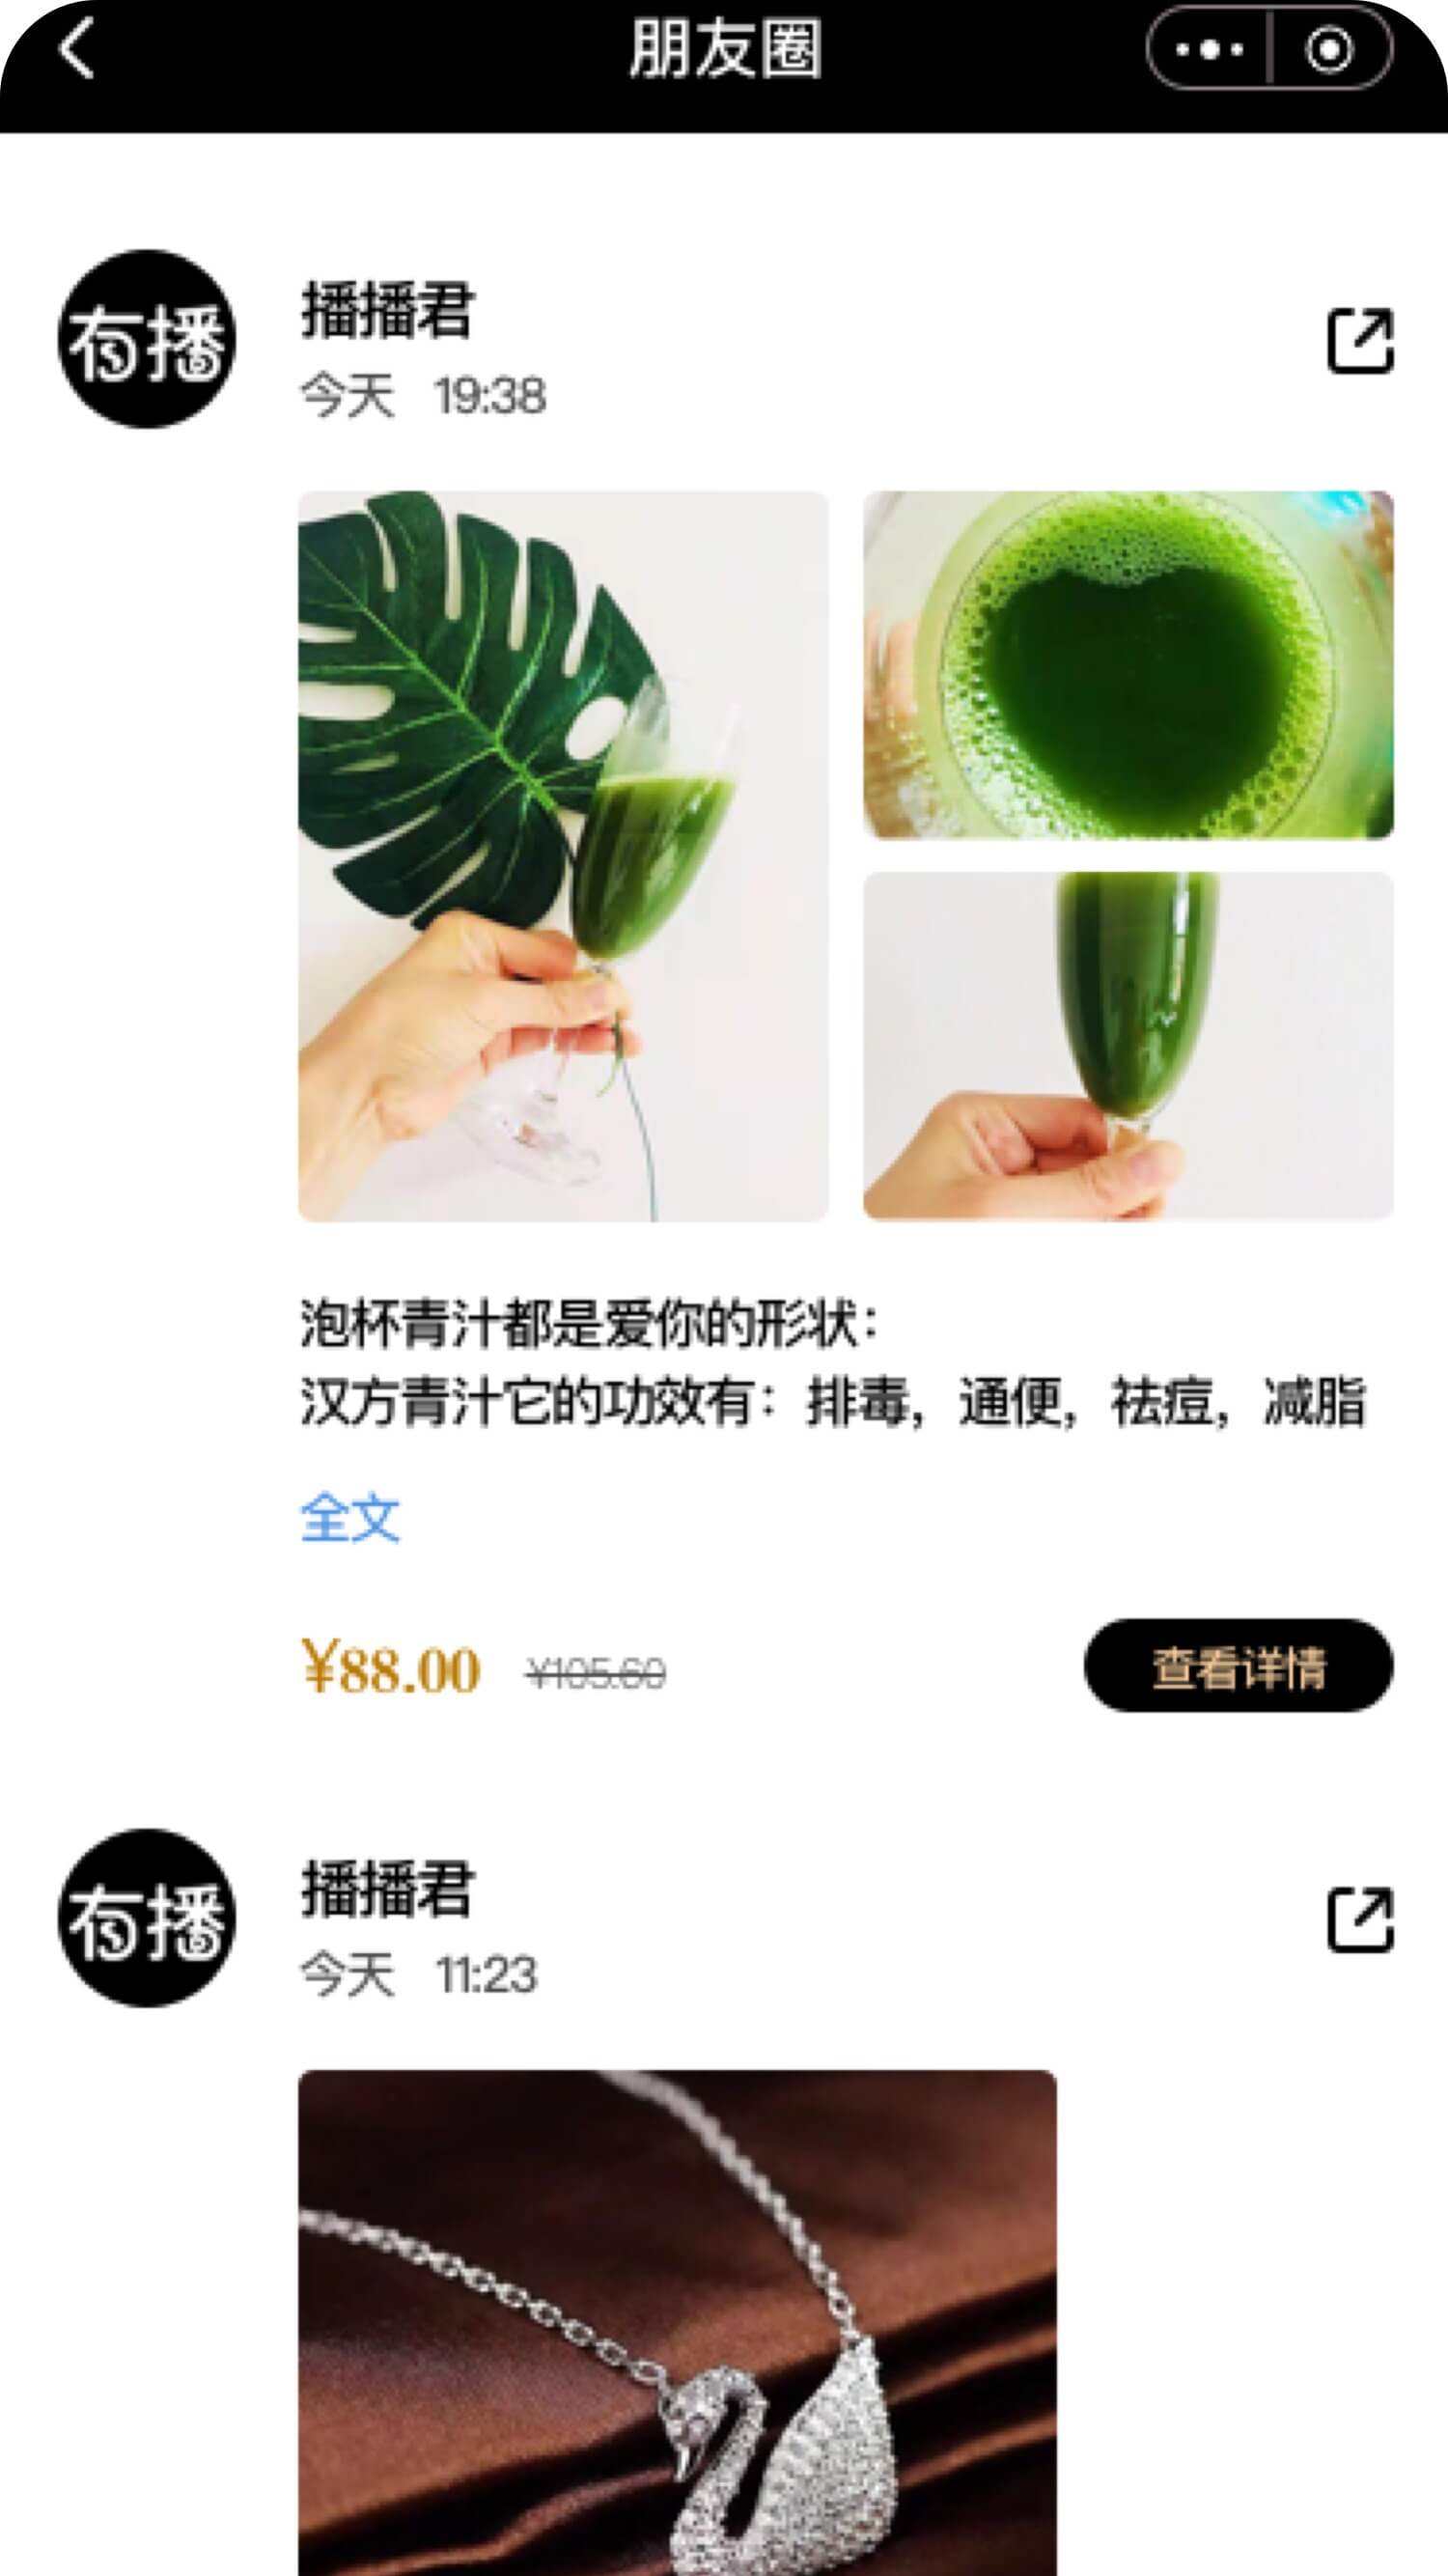 朋友圈
有播
播播君
今天 19:38
泡杯青汁都是爱你的形状：
汉方青汁它的功效有：排毒，通便，祛痘，减脂
全文
¥88.00 ¥105.60
查看详情
有播
播播君
今天 11:23